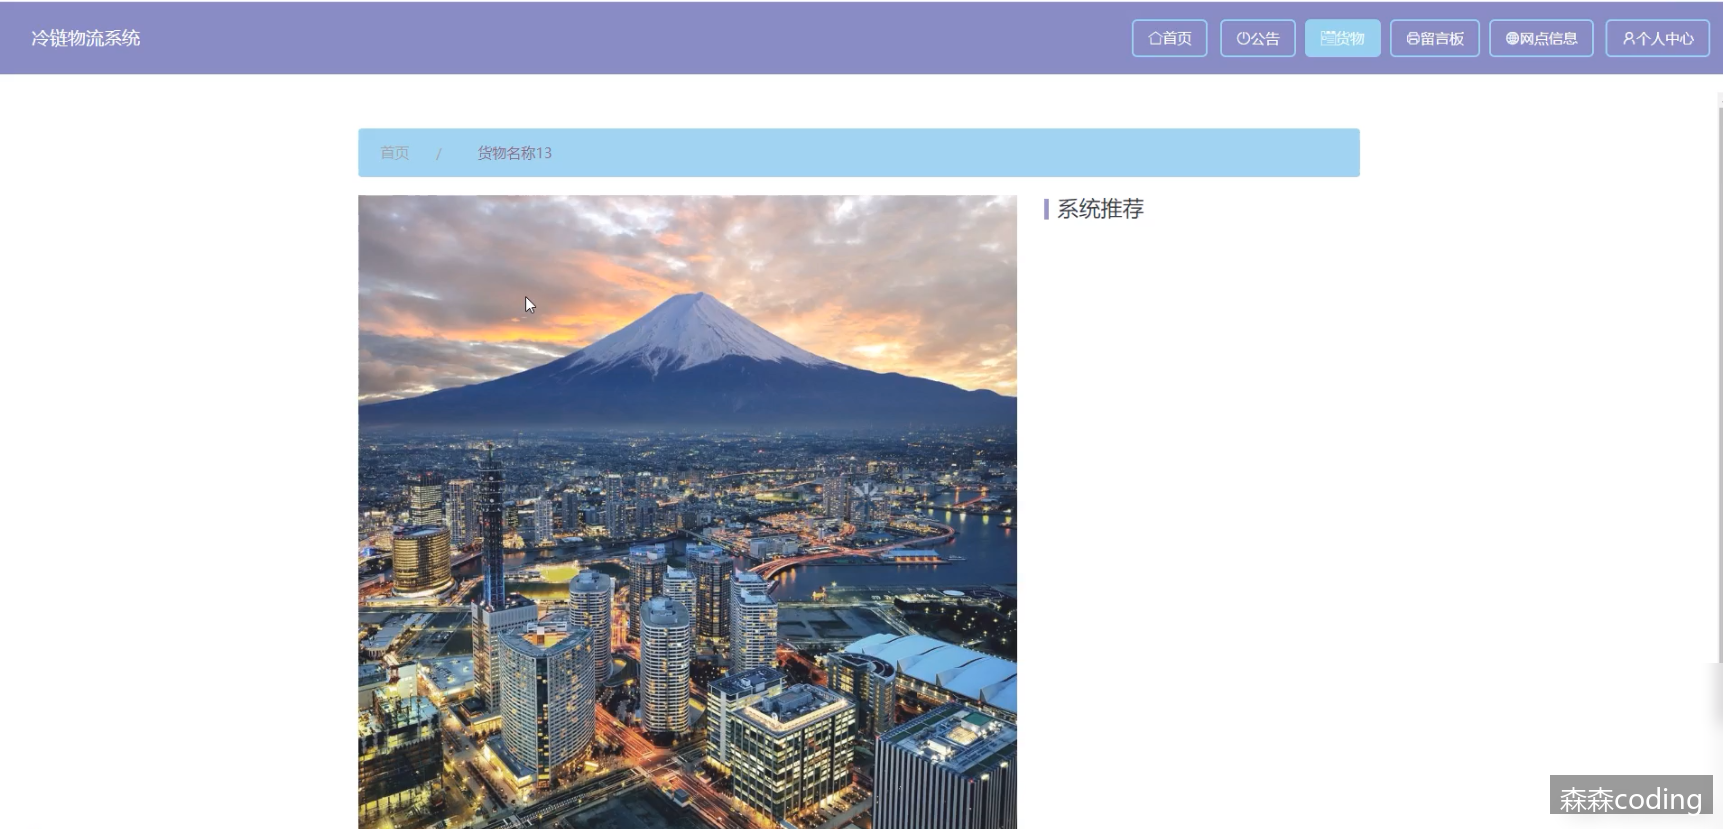 冷链物流系统
首页
公告
货物
留言板
网点信息
个人中心
首页 / 货物名称13
系统推荐
森森coding